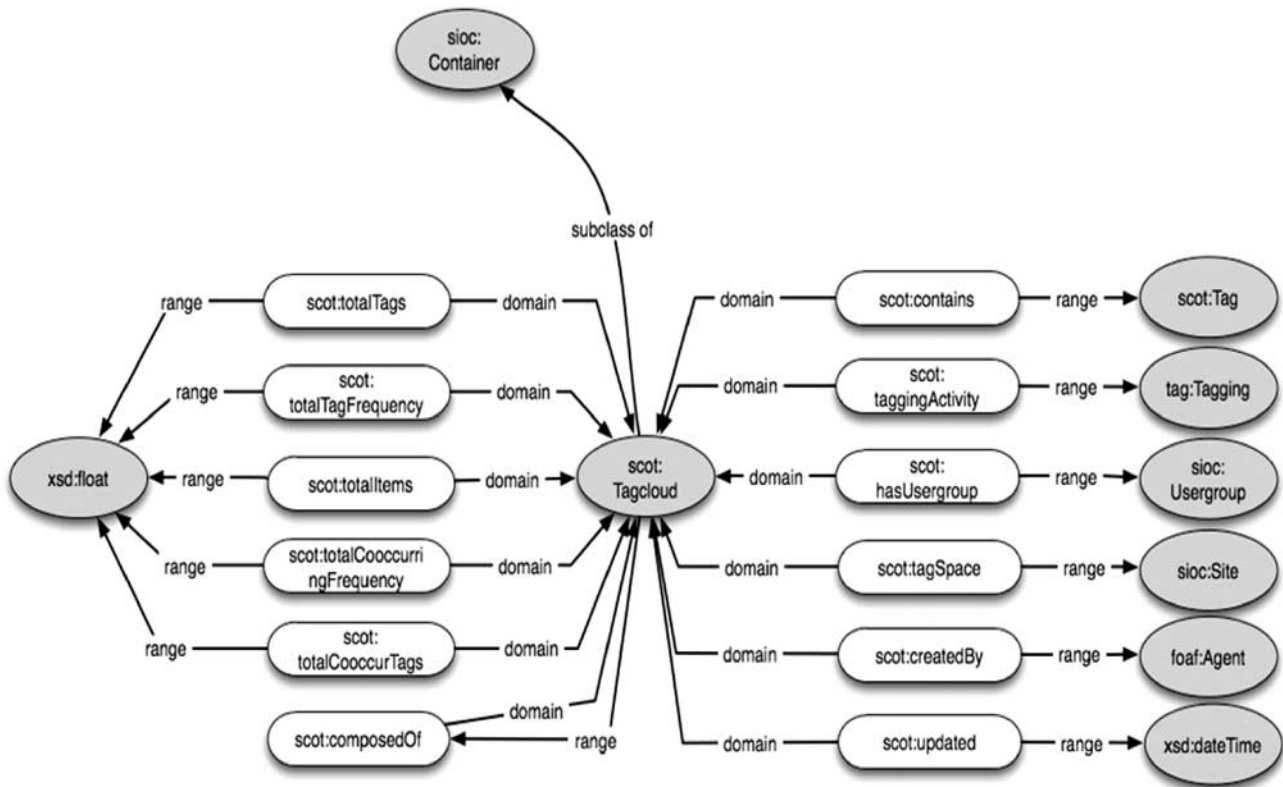 sioc:
Container
subclass of
range
scot:totalTags
domain
domain
scot:contains
range
scot:Tag
range
scot:
totalTagFrequency
domain
domain
scot:
taggingActivity
range
tag:Tagging
xsd:float
range
scot:totalItems
domain
scot:
Tagcloud
domain
scot:
hasUsergroup
range
sioc:
Usergroup
range
scot:totalCooccurri
ngFrequency
domain
domain
scot:tagSpace
range
sioc:Site
range
scot:
totalCooccurTags
domain
domain
scot:createdBy
range
foaf:Agent
scot:composedOf
domain
range
domain
scot:updated
range
xsd:dateTime